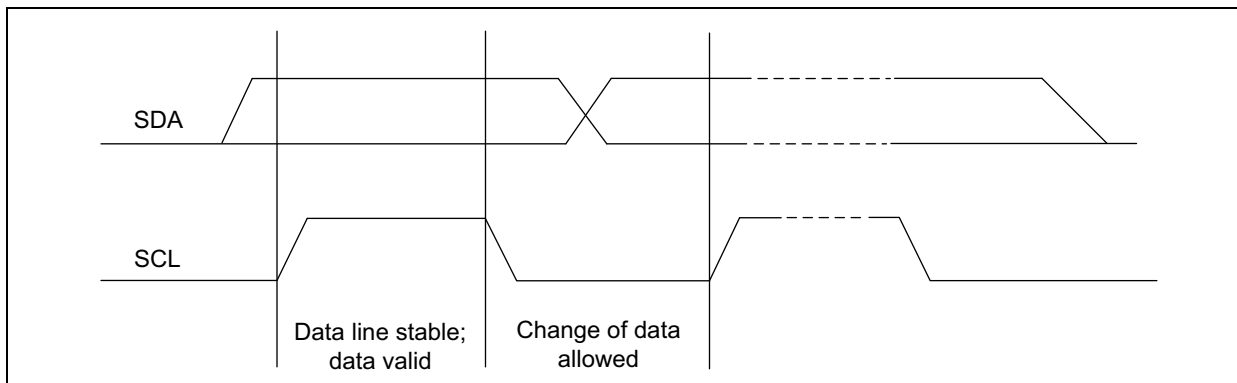 SDA
SCL
Data line stable;
data valid
Change of data
allowed